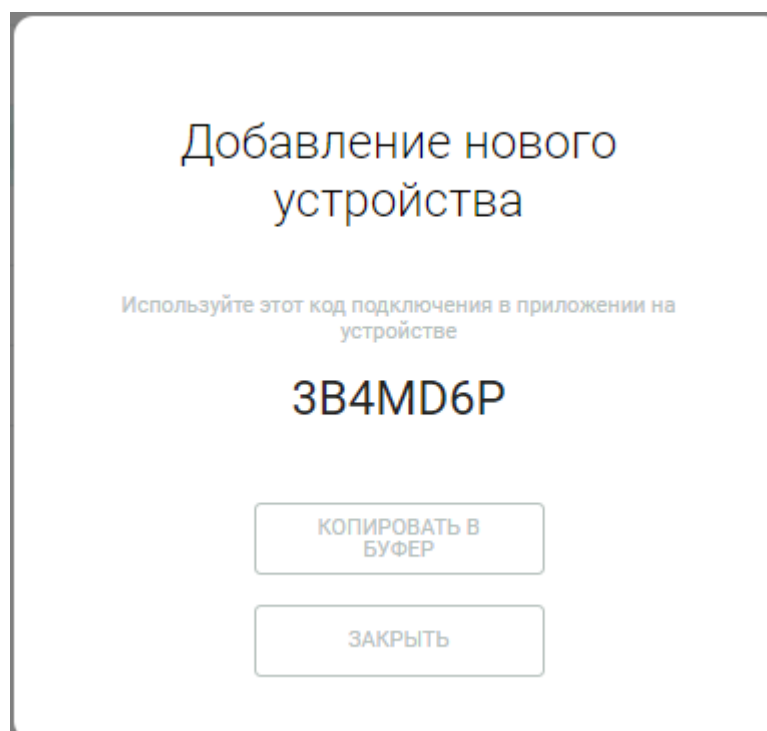 Добавление нового
устройства
Используйте этот код подключения в приложении на
устройстве
3B4MD6P
КОПИРОВАТЬ В
БУФЕР
ЗАКРЫТЬ